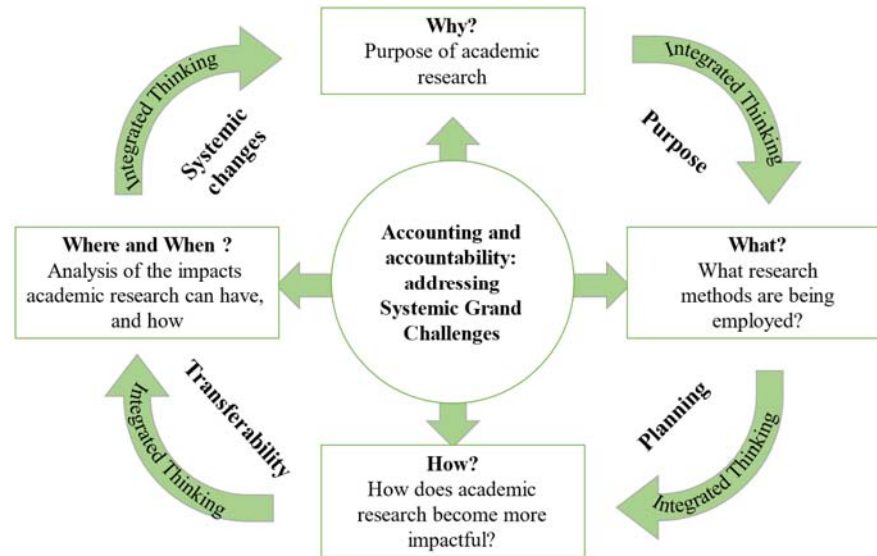 Why?
Purpose of academic
research
Integrated Thinking
Purpose
What?
What research
methods are being
employed?
Integrated Thinking
Planning
How?
How does academic
research become more
impactful?
Integrated Thinking
Transferability
Where and When ?
Analysis of the impacts
academic research can have,
and how
Integrated Thinking
Systemic
changes
Accounting and
accountability:
addressing
Systemic Grand
Challenges